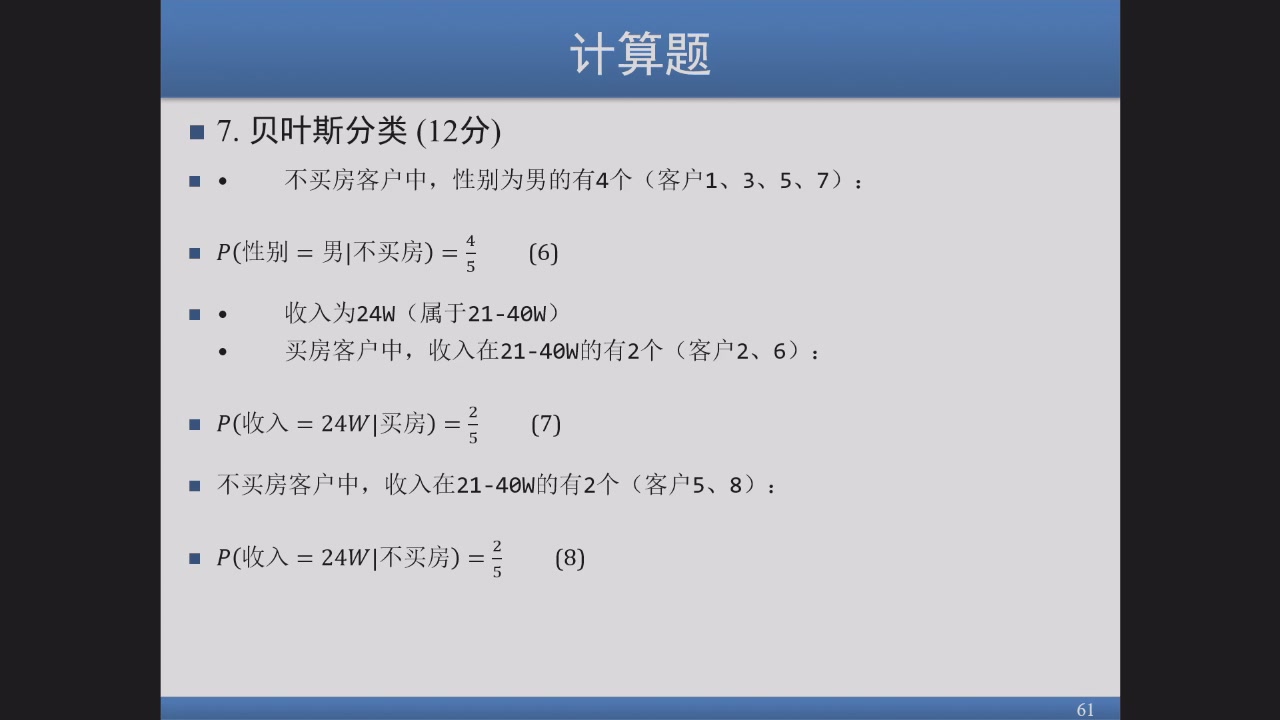 计算题
7. 贝叶斯分类 (12分)
• 不买房客户中，性别为男的有4个（客户1、3、5、7）：
P(性别 = 男|不买房) = 4/5 (6)
• 收入为24W（属于21-40W）
• 买房客户中，收入在21-40W的有2个（客户2、6）：
P(收入 = 24W|买房) = 2/5 (7)
不买房客户中，收入在21-40W的有2个（客户5、8）：
P(收入 = 24W|不买房) = 2/5 (8)
61